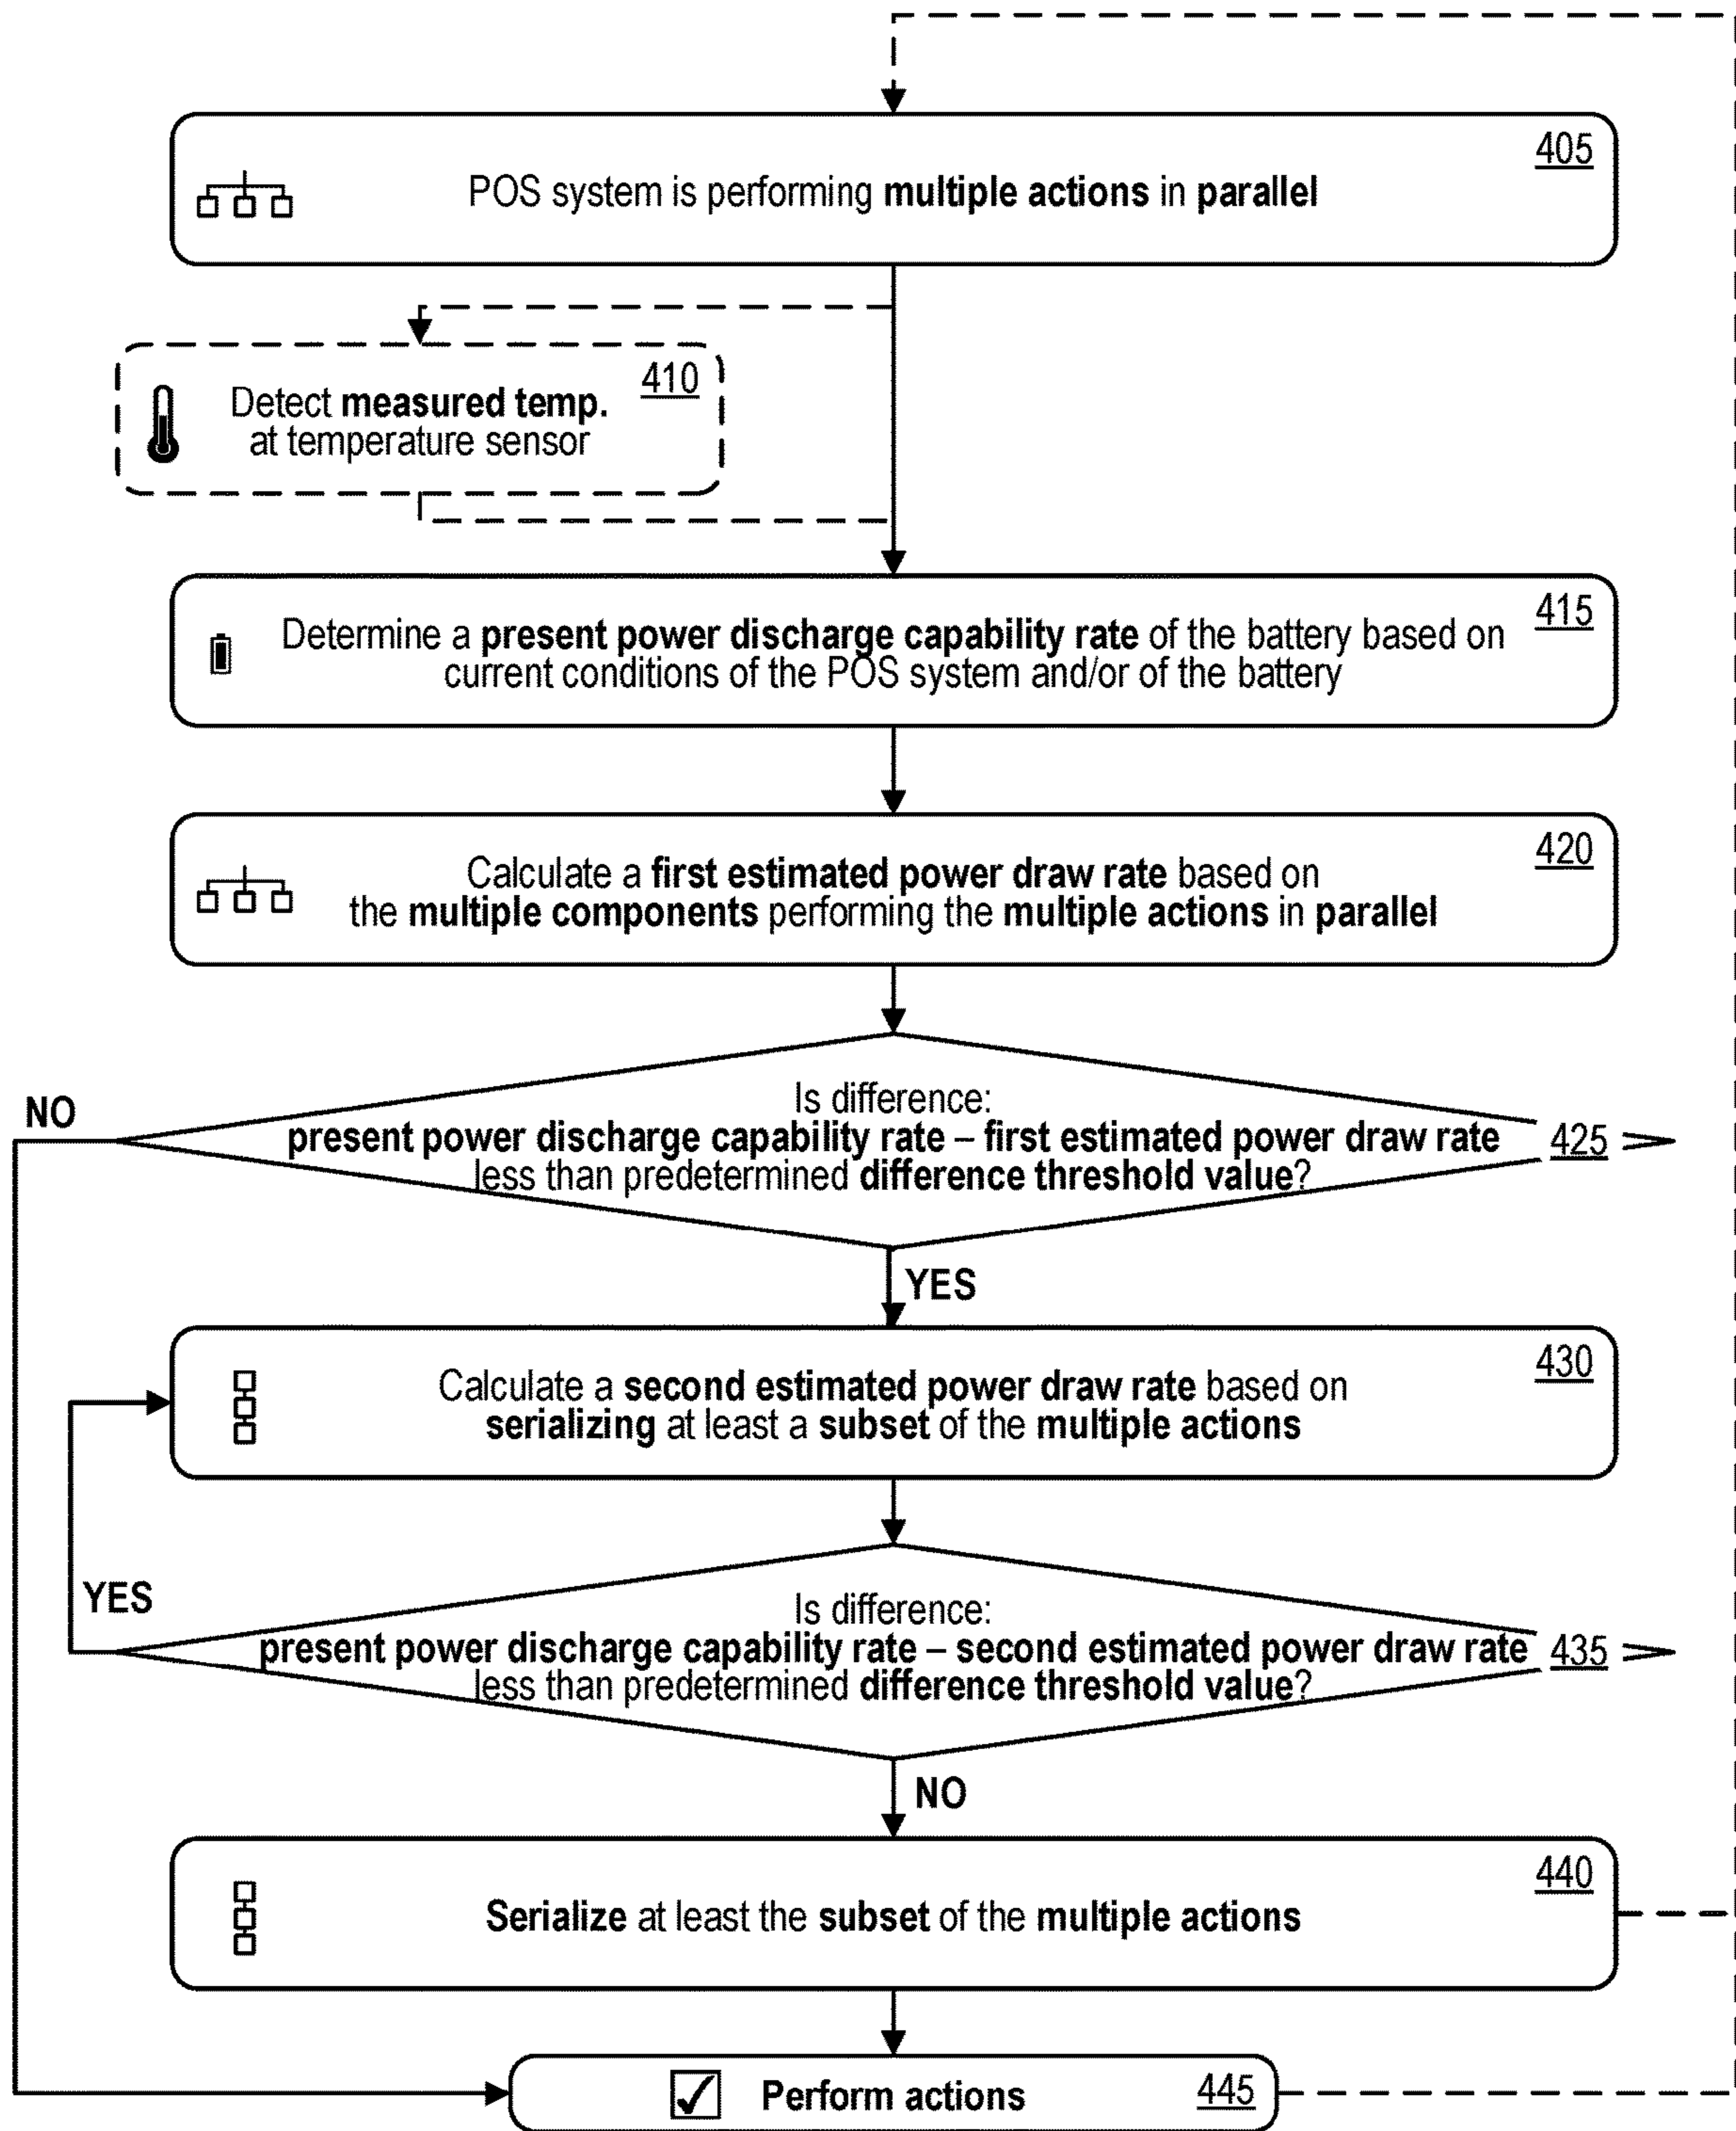 405
POS system is performing multiple actions in parallel
410
Detect measured temp.
at temperature sensor
415
Determine a present power discharge capability rate of the battery based on
current conditions of the POS system and/or of the battery
420
Calculate a first estimated power draw rate based on
the multiple components performing the multiple actions in parallel
NO
Is difference:
present power discharge capability rate – first estimated power draw rate
425
less than predetermined difference threshold value?
YES
430
Calculate a second estimated power draw rate based on
serializing at least a subset of the multiple actions
YES
Is difference:
present power discharge capability rate – second estimated power draw rate
435
less than predetermined difference threshold value?
NO
440
Serialize at least the subset of the multiple actions
Perform actions
445